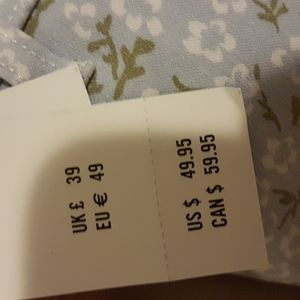 UK £ 39
EU € 49
US $ 49.95
CAN $ 59.95